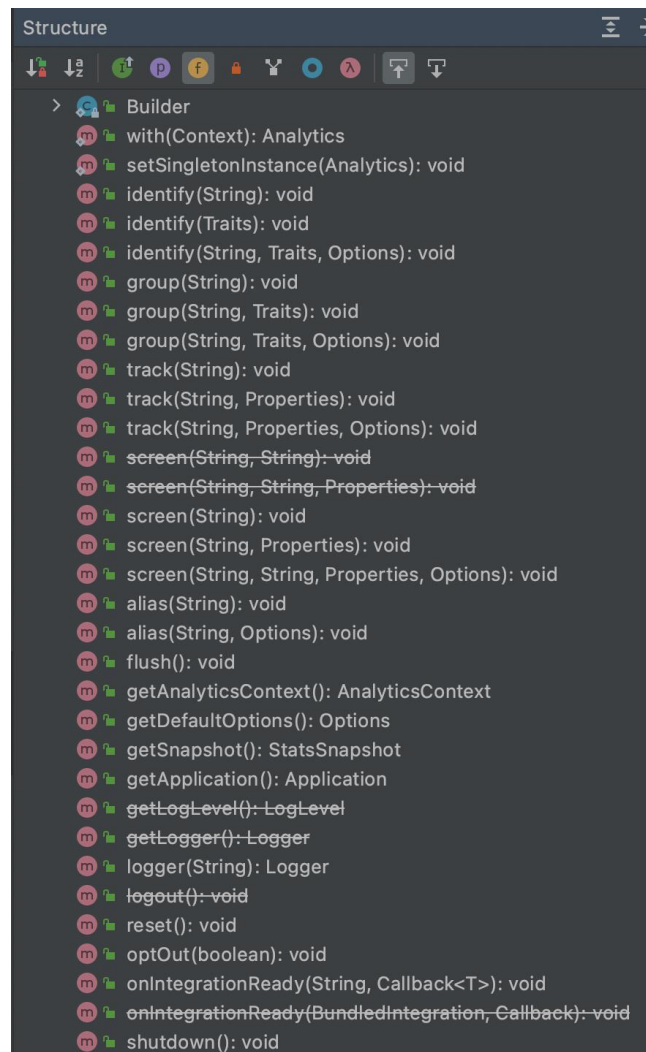 Structure
Builder
with(Context): Analytics
setSingletonInstance(Analytics): void
identify(String): void
identify(Traits): void
identify(String, Traits, Options): void
group(String): void
group(String, Traits): void
group(String, Traits, Options): void
track(String): void
track(String, Properties): void
track(String, Properties, Options): void
screen(String, String): void
screen(String, String, Properties): void
screen(String): void
screen(String, Properties): void
screen(String, String, Properties, Options): void
alias(String): void
alias(String, Options): void
flush(): void
getAnalyticsContext(): AnalyticsContext
getDefaultOptions(): Options
getSnapshot(): StatsSnapshot
getApplication(): Application
getLogLevel(): LogLevel
getLogger(): Logger
logger(String): Logger
logout(): void
reset(): void
optOut(boolean): void
onIntegrationReady(String, Callback<T>): void
onIntegrationReady(BundledIntegration, Callback): void
shutdown(): void